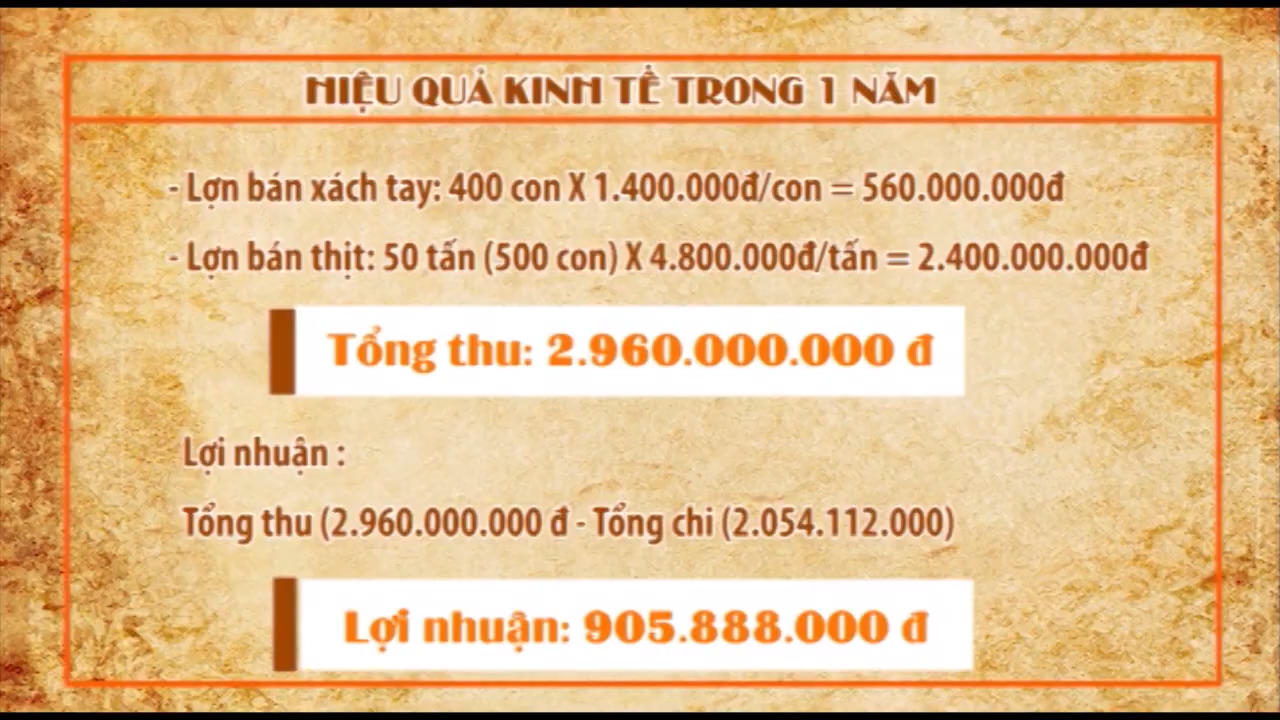 HIỆU QUẢ KINH TẾ TRONG 1 NĂM
- Lợn bán xách tay: 400 con X 1.400.000đ/con = 560.000.000đ
- Lợn bán thịt: 50 tấn (500 con) X 4.800.000đ/tấn = 2.400.000.000đ
Tổng thu: 2.960.000.000 đ
Lợi nhuận :
Tổng thu (2.960.000.000 đ - Tổng chi (2.054.112.000)
Lợi nhuận: 905.888.000 đ